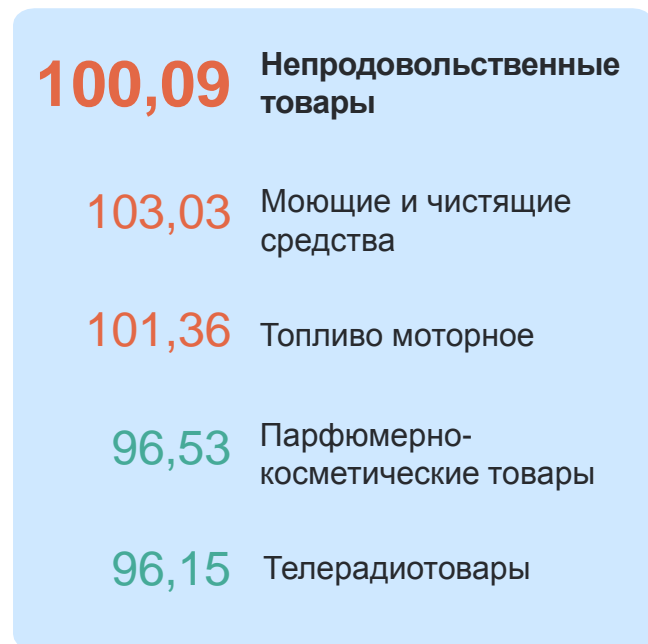 100,09 Непродовольственные
товары
103,03 Моющие и чистящие
средства
101,36 Топливо моторное
96,53 Парфюмерно-
косметические товары
96,15 Телерадиотовары